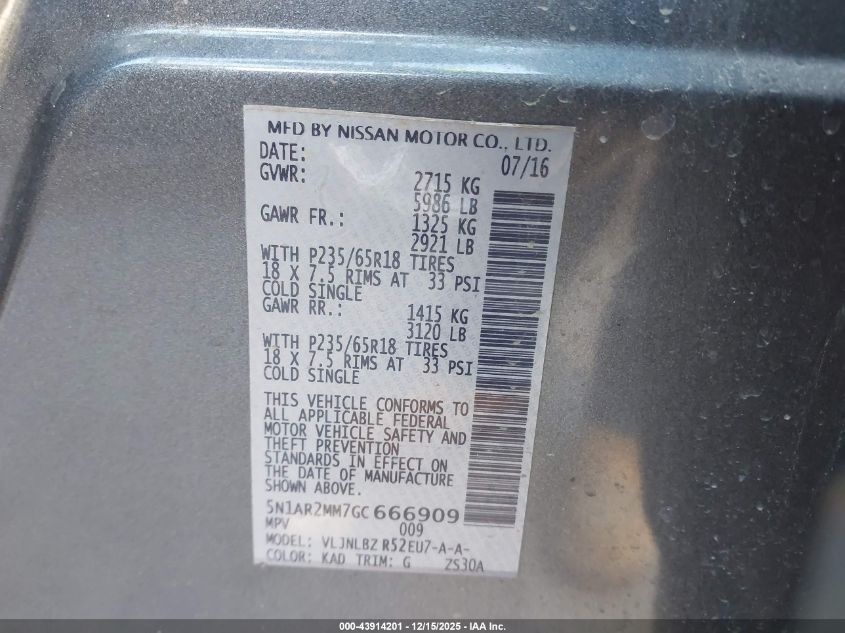 MFD BY NISSAN MOTOR CO., LTD.
DATE: 07/16
GVWR: 2715 KG
5986 LB
GAWR FR.: 1325 KG
2921 LB
WITH P235/65R18 TIRES
18 X 7.5 RIMS AT 33 PSI
COLD SINGLE
GAWR RR.: 1415 KG
3120 LB
WITH P235/65R18 TIRES
18 X 7.5 RIMS AT 33 PSI
COLD SINGLE
THIS VEHICLE CONFORMS TO
ALL APPLICABLE FEDERAL
MOTOR VEHICLE SAFETY AND
THEFT PREVENTION
STANDARDS IN EFFECT ON
THE DATE OF MANUFACTURE
SHOWN ABOVE.
5N1AR2MM7GC666909
MPV 009
MODEL: VLJNLBZ R52EU7-A-A-
COLOR: KAD TRIM: G ZS30A
000-43914201 - 12/15/2025 - IAA Inc.